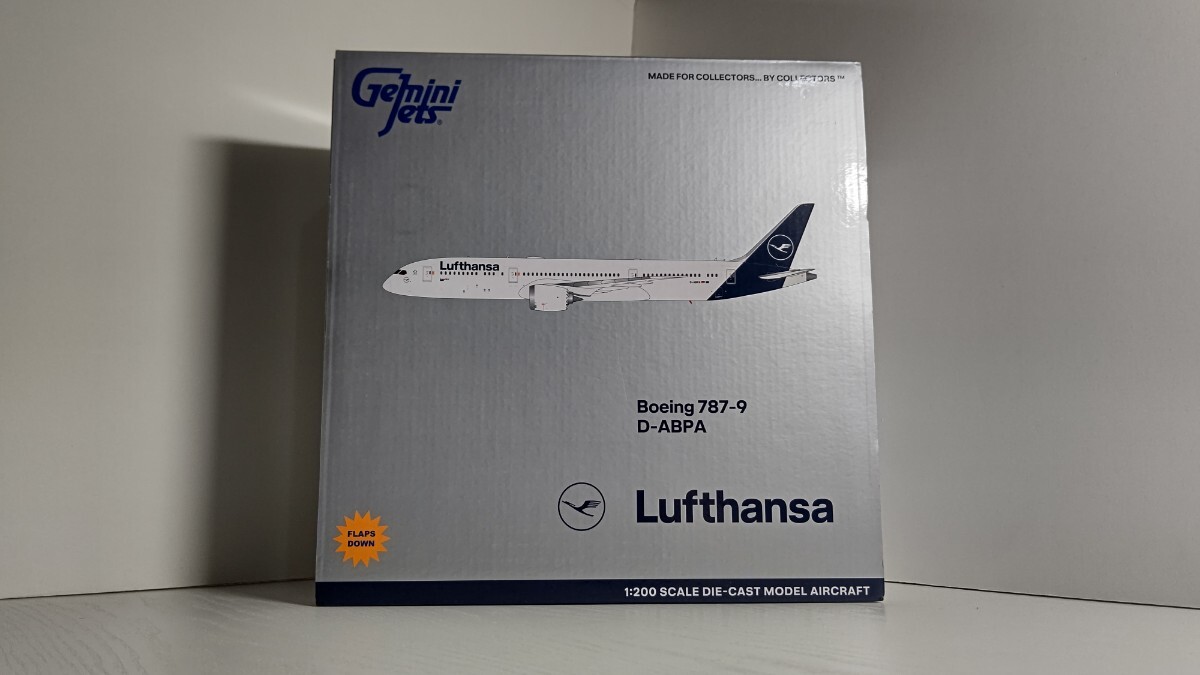 Gemini
Jets®
MADE FOR COLLECTORS... BY COLLECTORS™
Lufthansa
Boeing 787-9
D-ABPA
Lufthansa
FLAPS
DOWN
1:200 SCALE DIE-CAST MODEL AIRCRAFT